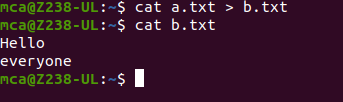 mca@Z238-UL:~$ cat a.txt > b.txt
mca@Z238-UL:~$ cat b.txt
Hello
everyone
mca@Z238-UL:~$